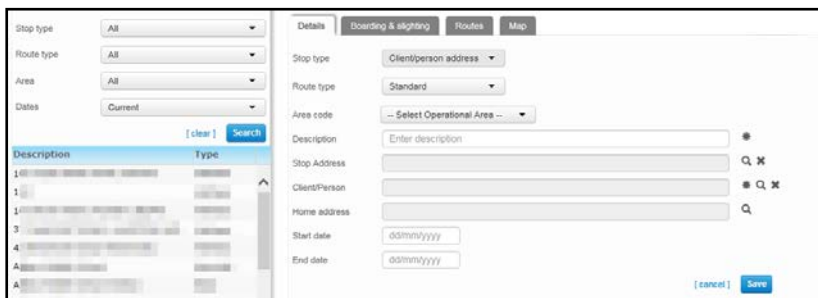 Stop type All
Route type All
Area All
Dates Current
[ clear ] Search
Description Type
Details Boarding & alighting Routes Map
Stop type Client/person address
Route type Standard
Area code -- Select Operational Area --
Description Enter description
Stop Address
Client/Person
Home address
Start date dd/mm/yyyy
End date dd/mm/yyyy
[ cancel ] Save